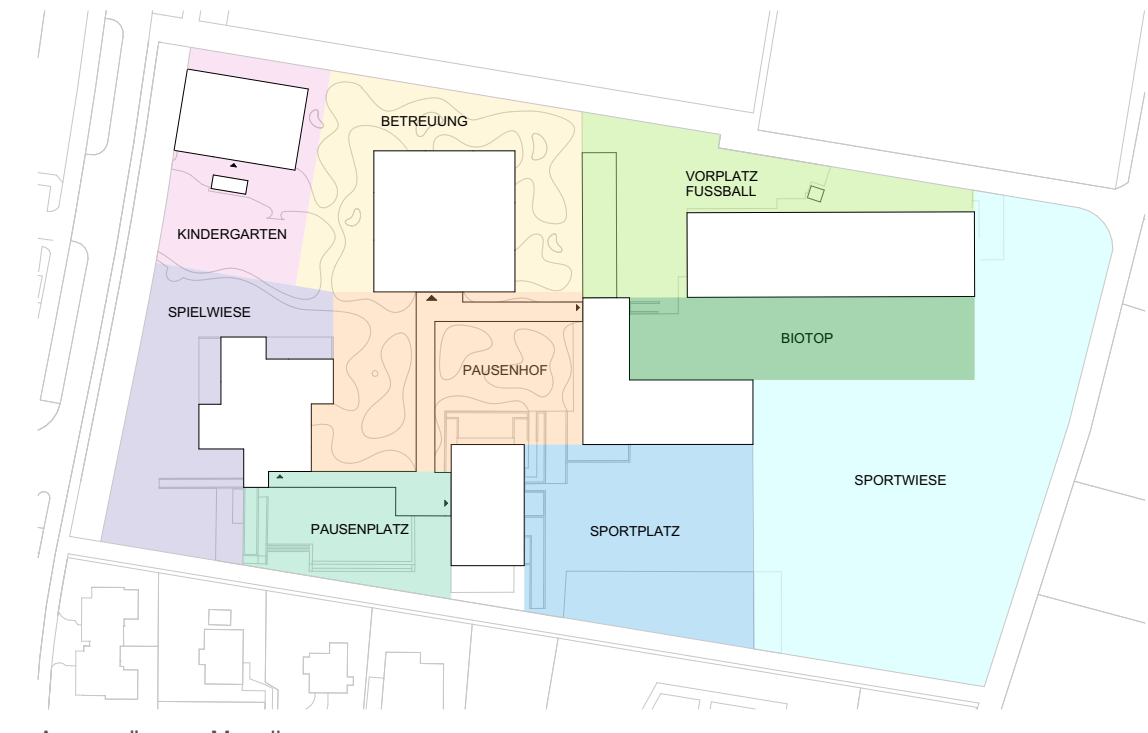 BETREUUNG
VORPLATZ
FUSSBALL
KINDERGARTEN
SPIELWIESE
BIOTOP
PAUSENHOF
SPORTWIESE
PAUSENPLATZ
SPORTPLATZ